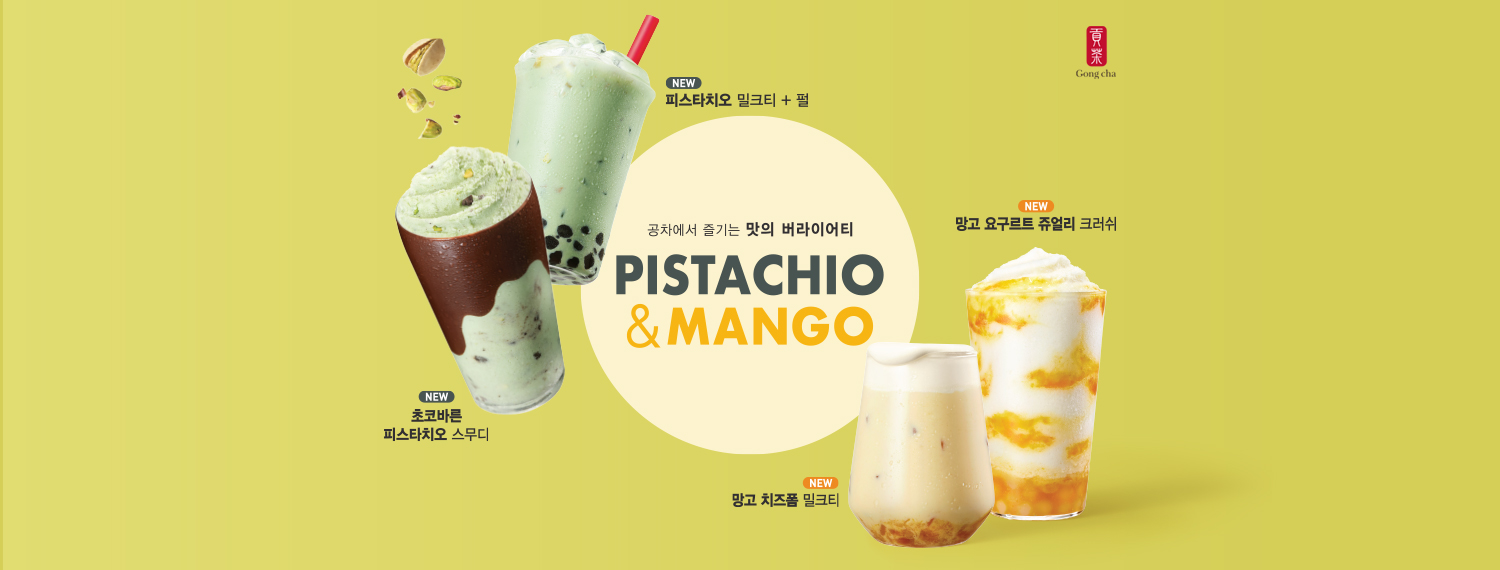 貢茶
Gong cha
NEW
피스타치오 밀크티 + 펄
공차에서 즐기는 맛의 버라이어티
PISTACHIO
& MANGO
NEW
망고 요구르트 쥬얼리 크러쉬
NEW
초코바른
피스타치오 스무디
NEW
망고 치즈폼 밀크티